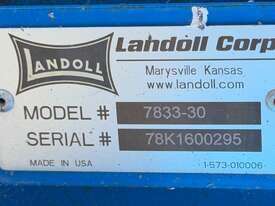 LANDOLL
Landoll Corp
Marysville Kansas
www.landoll.com
MODEL # 7833-30
SERIAL # 78K1600295
MADE IN USA
1-573-010006-